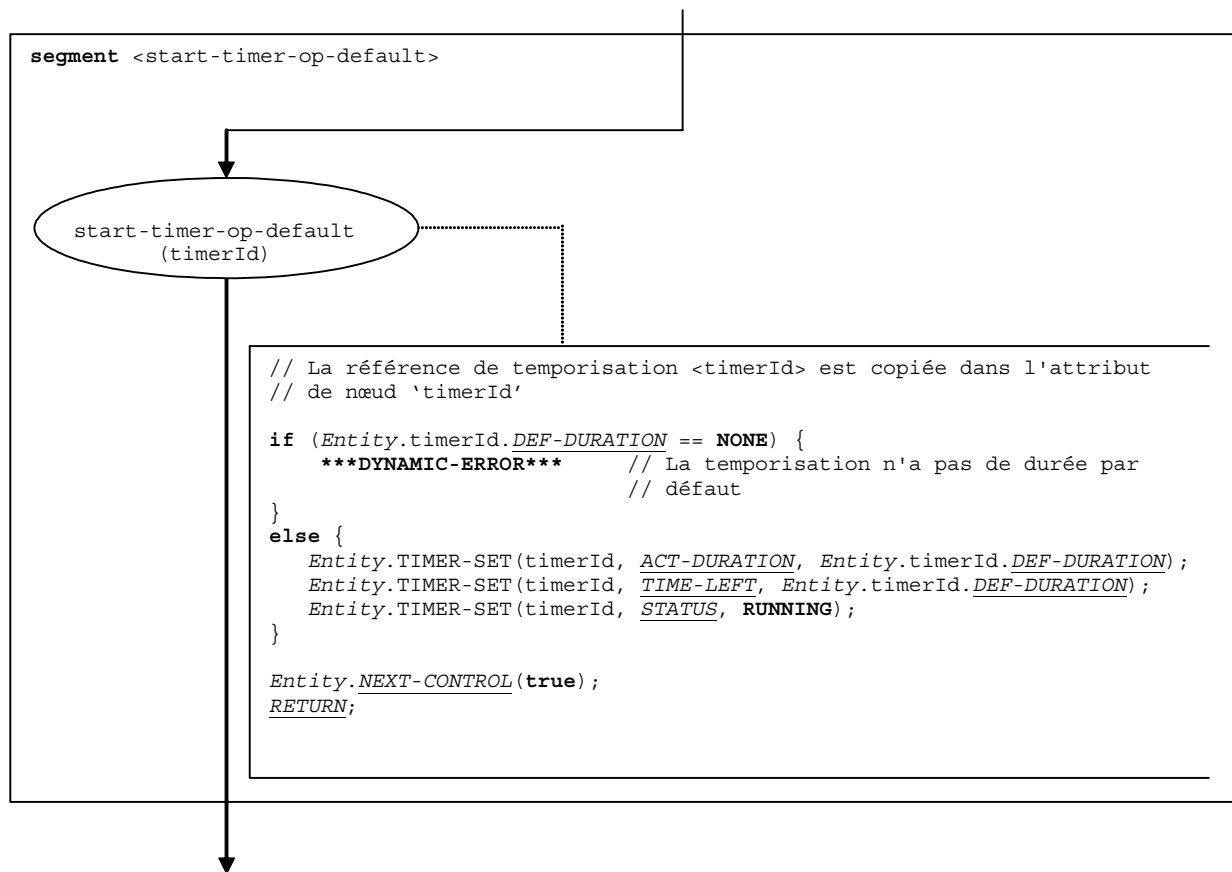 segment <start-timer-op-default>
start-timer-op-default
(timerId)
// La référence de temporisation <timerId> est copiée dans l'attribut
// de nœud ‘timerId’
if (Entity.timerId.DEF-DURATION == NONE) {
***DYNAMIC-ERROR*** // La temporisation n'a pas de durée par
// défaut
}
else {
Entity.TIMER-SET(timerId, ACT-DURATION, Entity.timerId.DEF-DURATION);
Entity.TIMER-SET(timerId, TIME-LEFT, Entity.timerId.DEF-DURATION);
Entity.TIMER-SET(timerId, STATUS, RUNNING);
}
Entity.NEXT-CONTROL(true);
RETURN;